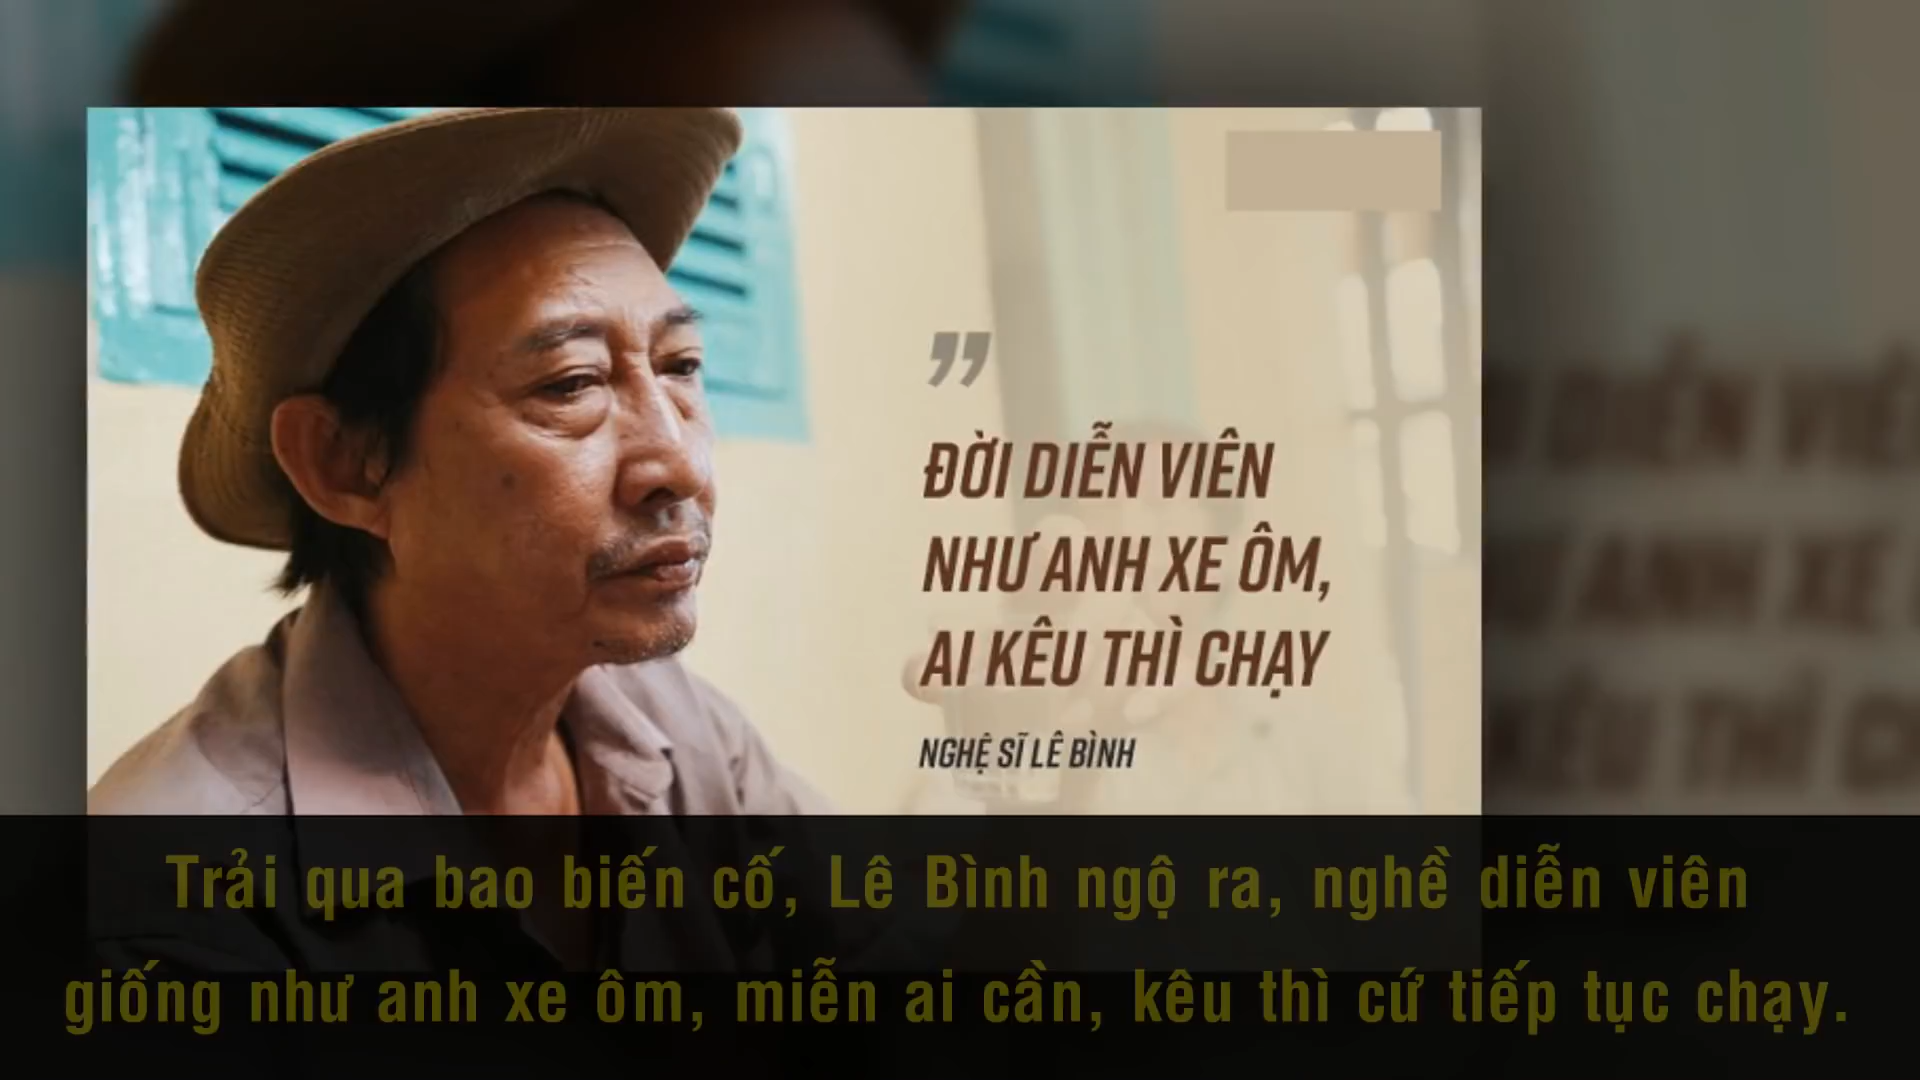 ”
ĐỜI DIỄN VIÊN
NHƯ ANH XE ÔM,
AI KÊU THÌ CHẠY
NGHỆ SĨ LÊ BÌNH
Trải qua bao biến cố, Lê Bình ngộ ra, nghề diễn viên
giống như anh xe ôm, miễn ai cần, kêu thì cứ tiếp tục chạy.